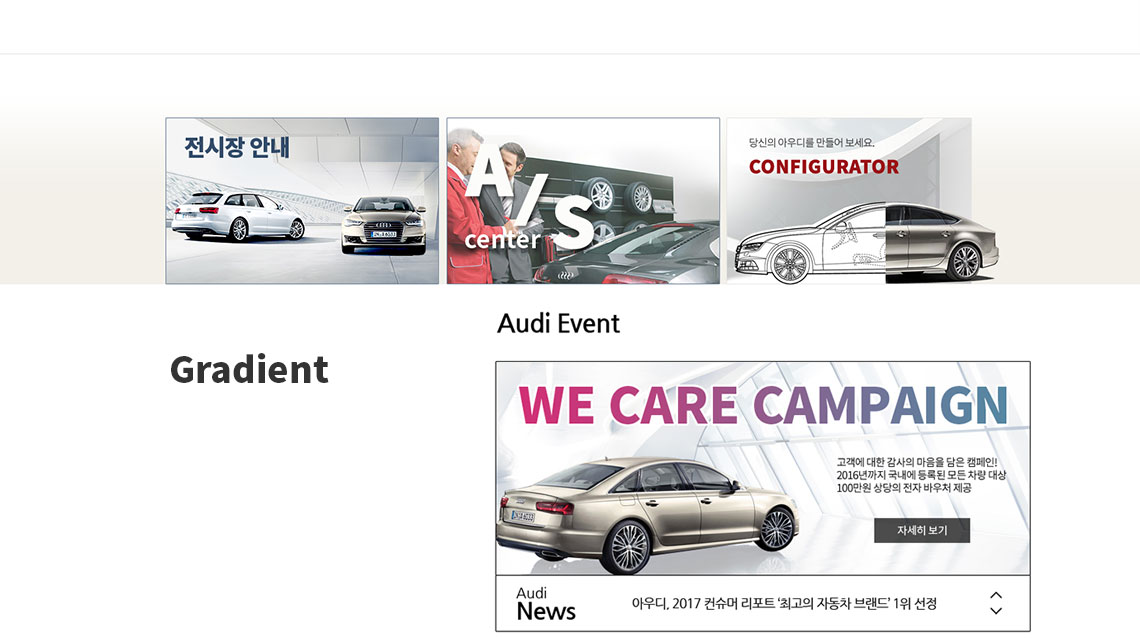 전시장 안내
A/S
center
당신의 아우디를 만들어 보세요.
CONFIGURATOR
Audi Event
Gradient
WE CARE CAMPAIGN
고객에 대한 감사의 마음을 담은 캠페인!
2016년까지 국내에 등록된 모든 차량 대상
100만원 상당의 전자 바우처 제공
자세히 보기
Audi
News
아우디, 2017 컨슈머 리포트 ‘최고의 자동차 브랜드’ 1위 선정